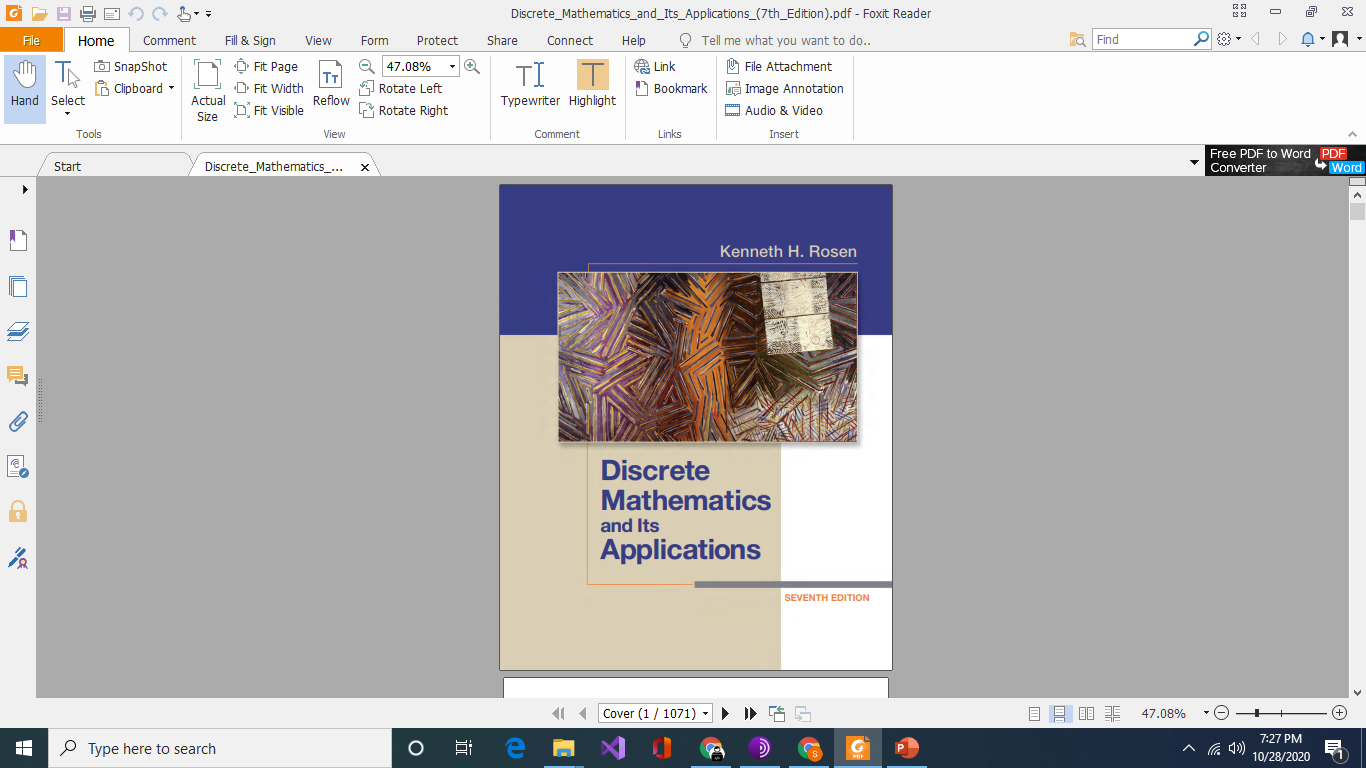 Discrete_Mathematics_and_Its_Applications_(7th_Edition).pdf - Foxit Reader
File
Home
Comment
Fill & Sign
View
Form
Protect
Share
Connect
Help
Tell me what you want to do..
Find
Hand
Select
SnapShot
Clipboard
Tools
Actual
Size
Fit Page
Fit Width
Fit Visible
Reflow
47.08%
Rotate Left
Rotate Right
View
Typewriter
Highlight
Comment
Link
Bookmark
Links
File Attachment
Image Annotation
Audio & Video
Insert
Start
Discrete_Mathematics_...
Free PDF to Word
Converter
PDF
Word
Kenneth H. Rosen
Discrete
Mathematics
and Its
Applications
SEVENTH EDITION
Cover (1 / 1071)
47.08%
Type here to search
7:27 PM
10/28/2020
1